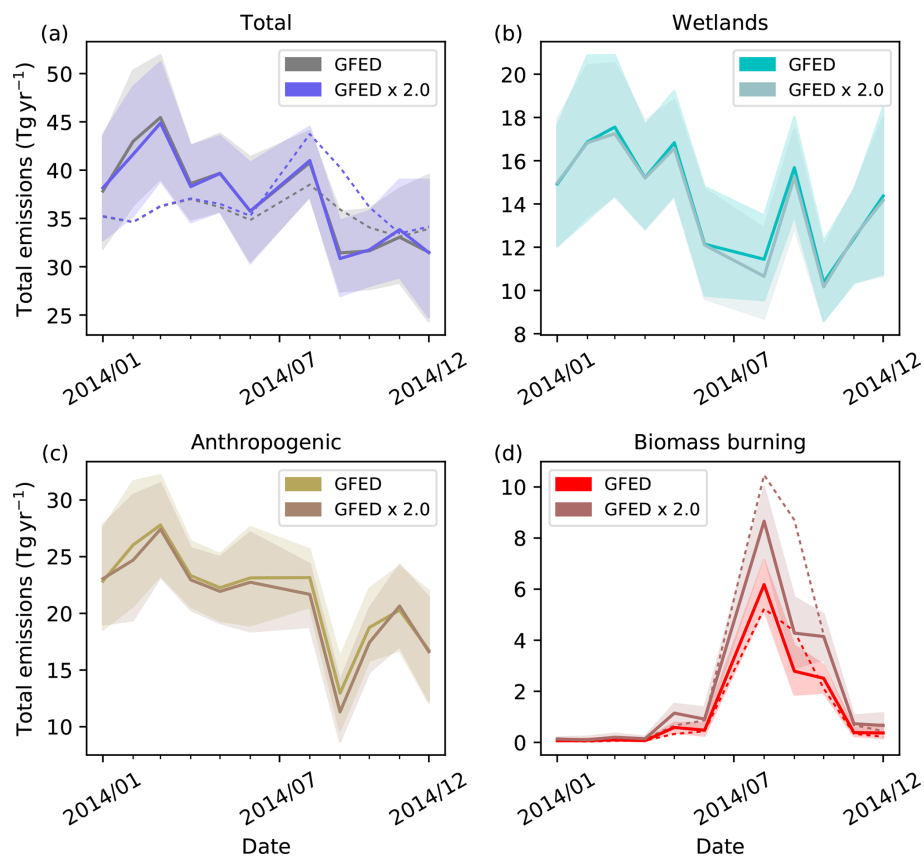 (a)
Total
GFED
GFED x 2.0
Total emissions (Tg yr⁻¹)
50
45
40
35
30
25
2014/01
2014/07
2014/12
(b)
Wetlands
GFED
GFED x 2.0
20
18
16
14
12
10
8
2014/01
2014/07
2014/12
(c)
Anthropogenic
GFED
GFED x 2.0
Total emissions (Tg yr⁻¹)
30
25
20
15
10
2014/01
2014/07
2014/12
Date
(d)
Biomass burning
GFED
GFED x 2.0
10
8
6
4
2
0
2014/01
2014/07
2014/12
Date